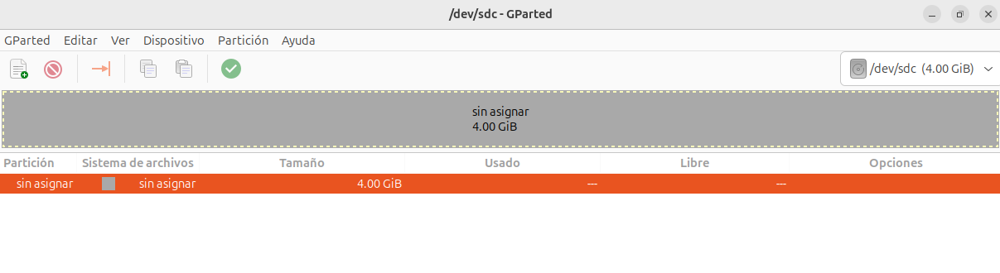 /dev/sdc - GParted
GParted Editar Ver Dispositivo Partición Ayuda
/dev/sdc (4.00 GiB)
sin asignar
4.00 GiB
Partición Sistema de archivos Tamaño Usado Libre Opciones
sin asignar sin asignar 4.00 GiB --- ---